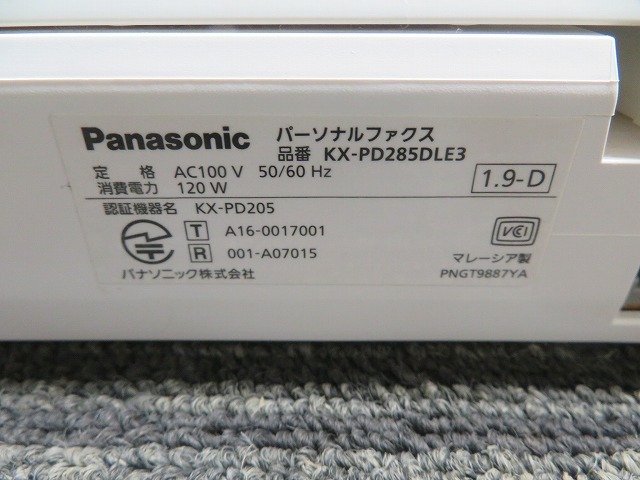 Panasonic パーソナルファクス
品番 KX-PD285DLE3
定 格 AC100 V 50/60 Hz
消費電力 120 W
1.9-D
認証機器名 KX-PD205
T A16-0017001
R 001-A07015
VCI
パナソニック株式会社
マレーシア製
PNGT9887YA